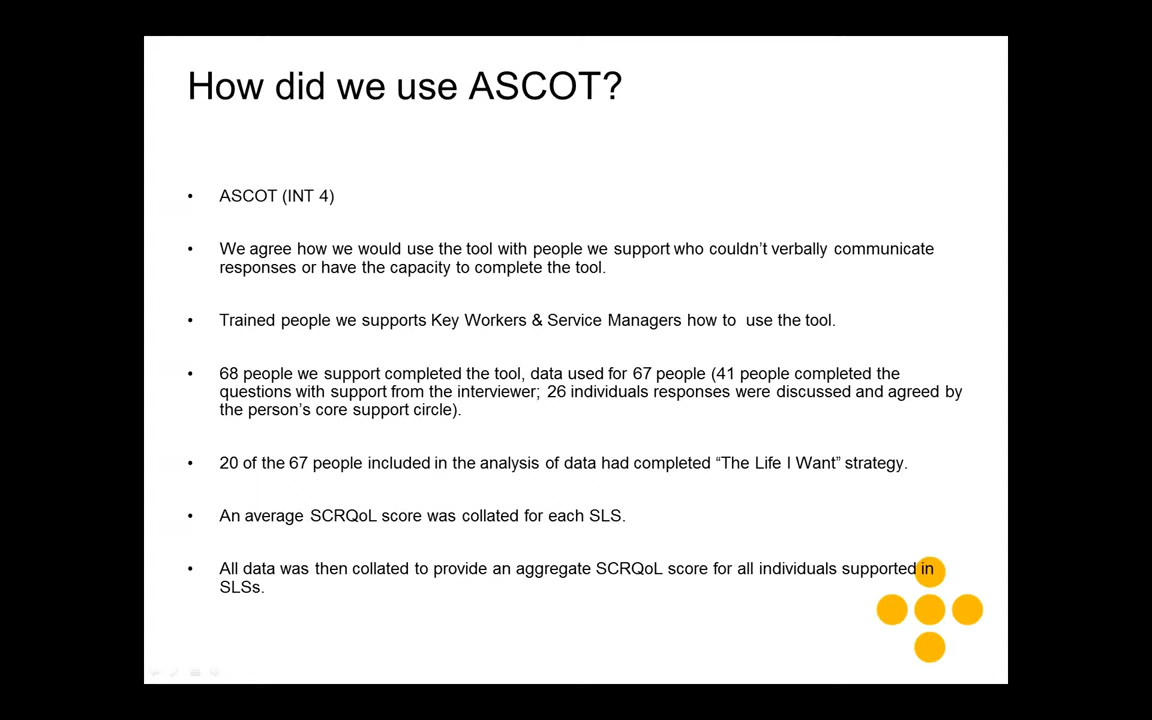 How did we use ASCOT?
• ASCOT (INT 4)
• We agree how we would use the tool with people we support who couldn't verbally communicate
responses or have the capacity to complete the tool.
• Trained people we supports Key Workers & Service Managers how to  use the tool.
• 68 people we support completed the tool, data used for 67 people (41 people completed the
questions with support from the interviewer; 26 individuals responses were discussed and agreed by
the person's core support circle).
• 20 of the 67 people included in the analysis of data had completed “The Life I Want” strategy.
• An average SCRQoL score was collated for each SLS.
• All data was then collated to provide an aggregate SCRQoL score for all individuals supported in
SLSs.